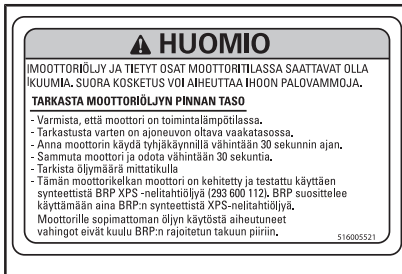 HUOMIO
MOOTTORIÖLJY JA TIETYT OSAT MOOTTORITILASSA SAATTAVAT OLLA
KUUMIA. SUORA KOSKETUS VOI AIHEUTTAA IHOON PALOVAMMOJA.
TARKASTA MOOTTORIÖLJYN PINNAN TASO
- Varmista, että moottori on toimintalämpötilassa.
- Tarkastusta varten on ajoneuvon oltava vaakatasossa.
- Anna moottorin käydä tyhjäkäynnillä vähintään 30 sekunnin ajan.
- Sammuta moottori ja odota vähintään 30 sekuntia.
- Tarkista öljymäärä mittatikulla
- Tämän moottorikelkan moottori on kehitetty ja testattu käyttäen
synteettistä BRP XPS -nelitahtiöljyä (293 600 112). BRP suosittelee
käyttämään aina BRP:n synteettistä XPS-nelitahtiöljyä.
Moottorille sopimattoman öljyn käytöstä aiheutuneet
vahingot eivät kuulu BRP:n rajoitetun takuun piiriin.
516005521